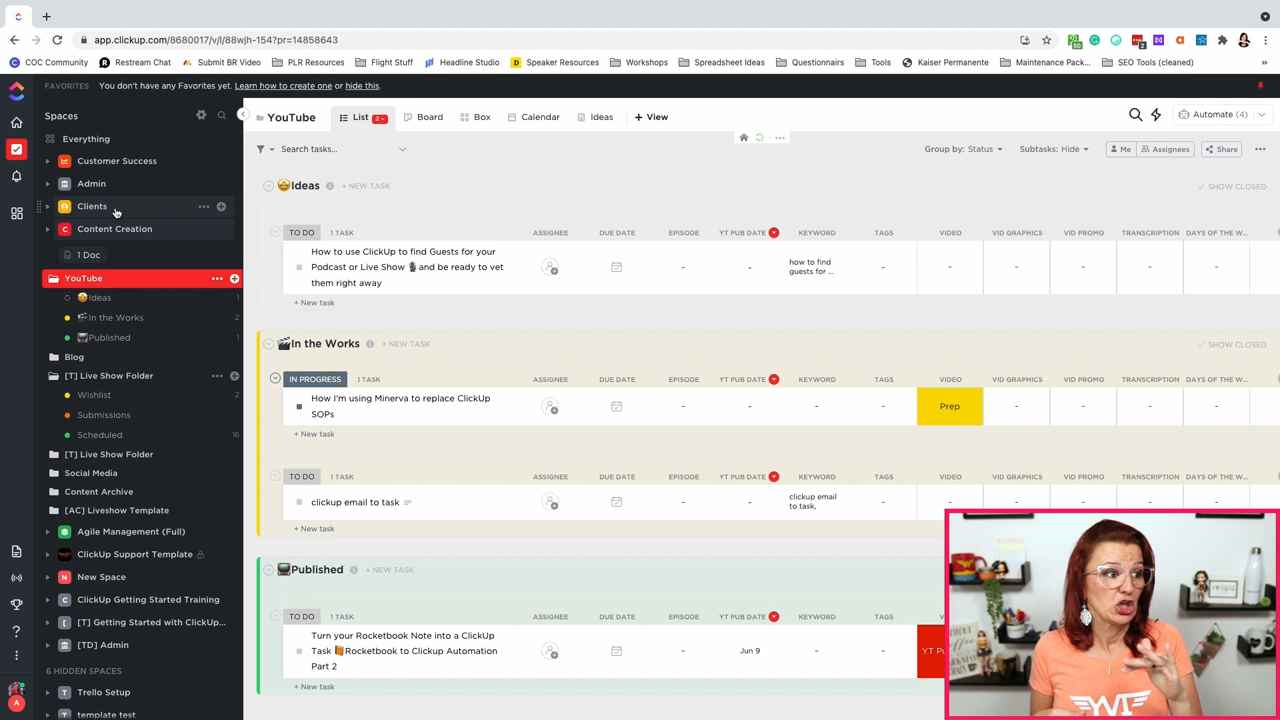 app.clickup.com/8680017/v/l/88wjh-154?pr=14858643
COC Community
Restream Chat
Submit BR Video
PLR Resources
Flight Stuff
Headline Studio
Speaker Resources
Workshops
Spreadsheet Ideas
Questionnairs
Tools
Kaiser Permanente
Maintenance Pack...
SEO Tools (cleaned)
FAVORITES You don't have any Favorites yet. Learn how to create one or hide this.
Spaces
Everything
Customer Success
Admin
Clients
C Content Creation
1 Doc
YouTube
Ideas 1
In the Works 2
Published 1
Blog
[T] Live Show Folder
Wishlist 2
Submissions
Scheduled 16
[T] Live Show Folder
Social Media
Content Archive
[AC] Liveshow Template
Agile Management (Full)
ClickUp Support Template
N New Space
C ClickUp Getting Started Training
[ [T] Getting Started with ClickUp...
[ [TD] Admin
6 HIDDEN SPACES
T Trello Setup
T template test
A
YouTube
List 2
Board
Box
Calendar
Ideas
+ View
Automate (4)
Search tasks...
Group by: Status
Subtasks: Hide
Me
Assignees
Share
Ideas + NEW TASK SHOW CLOSED
TO DO 1 TASK ASSIGNEE DUE DATE EPISODE YT PUB DATE KEYWORD TAGS VIDEO VID GRAPHICS VID PROMO TRANSCRIPTION DAYS OF THE W...
How to use ClickUp to find Guests for your
Podcast or Live Show 🎙️and be ready to vet
them right away
- - how to find
guests for ... - - - - - -
+ New task
In the Works + NEW TASK SHOW CLOSED
IN PROGRESS 1 TASK ASSIGNEE DUE DATE EPISODE YT PUB DATE KEYWORD TAGS VIDEO VID GRAPHICS VID PROMO TRANSCRIPTION DAYS OF THE W...
How I'm using Minerva to replace ClickUp
SOPs
- - - - Prep - - - -
+ New task
TO DO 1 TASK ASSIGNEE DUE DATE EPISODE YT PUB DATE KEYWORD TAGS VIDEO VID GRAPHICS VID PROMO TRANSCRIPTION DAYS OF THE W...
clickup email to task
- - clickup email
to task, - - - - - -
+ New task
Published + NEW TASK
TO DO 1 TASK ASSIGNEE DUE DATE EPISODE YT PUB DATE KEYWORD TAGS
Turn your Rocketbook Note into a ClickUp
Task 📙Rocketbook to Clickup Automation
Part 2
- Jun 9 - - YT
+ New task